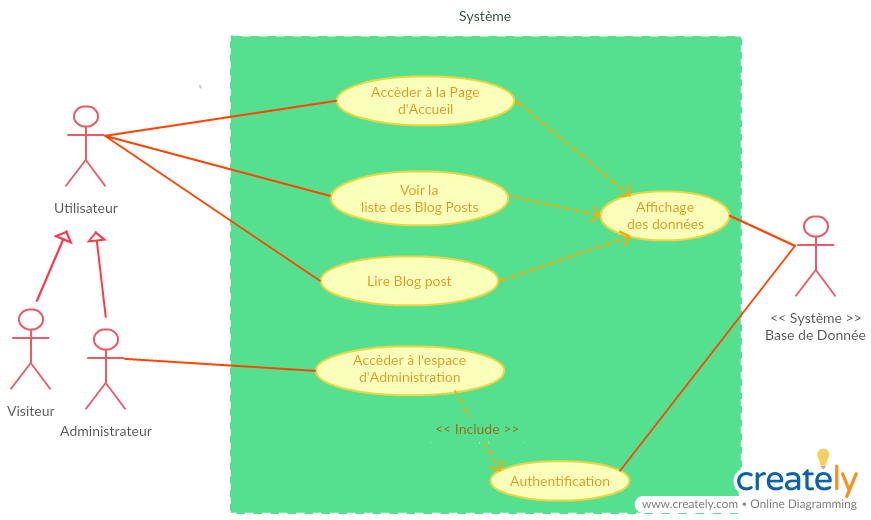 Système
Accèder à la Page
d'Accueil
Voir la
liste des Blog Posts
Affichage
des données
Utilisateur
Lire Blog post
<< Système >>
Base de Donnée
Accèder à l'espace
d'Administration
Visiteur
Administrateur
<< Include >>
Authentification
creately
www.creately.com • Online Diagramming